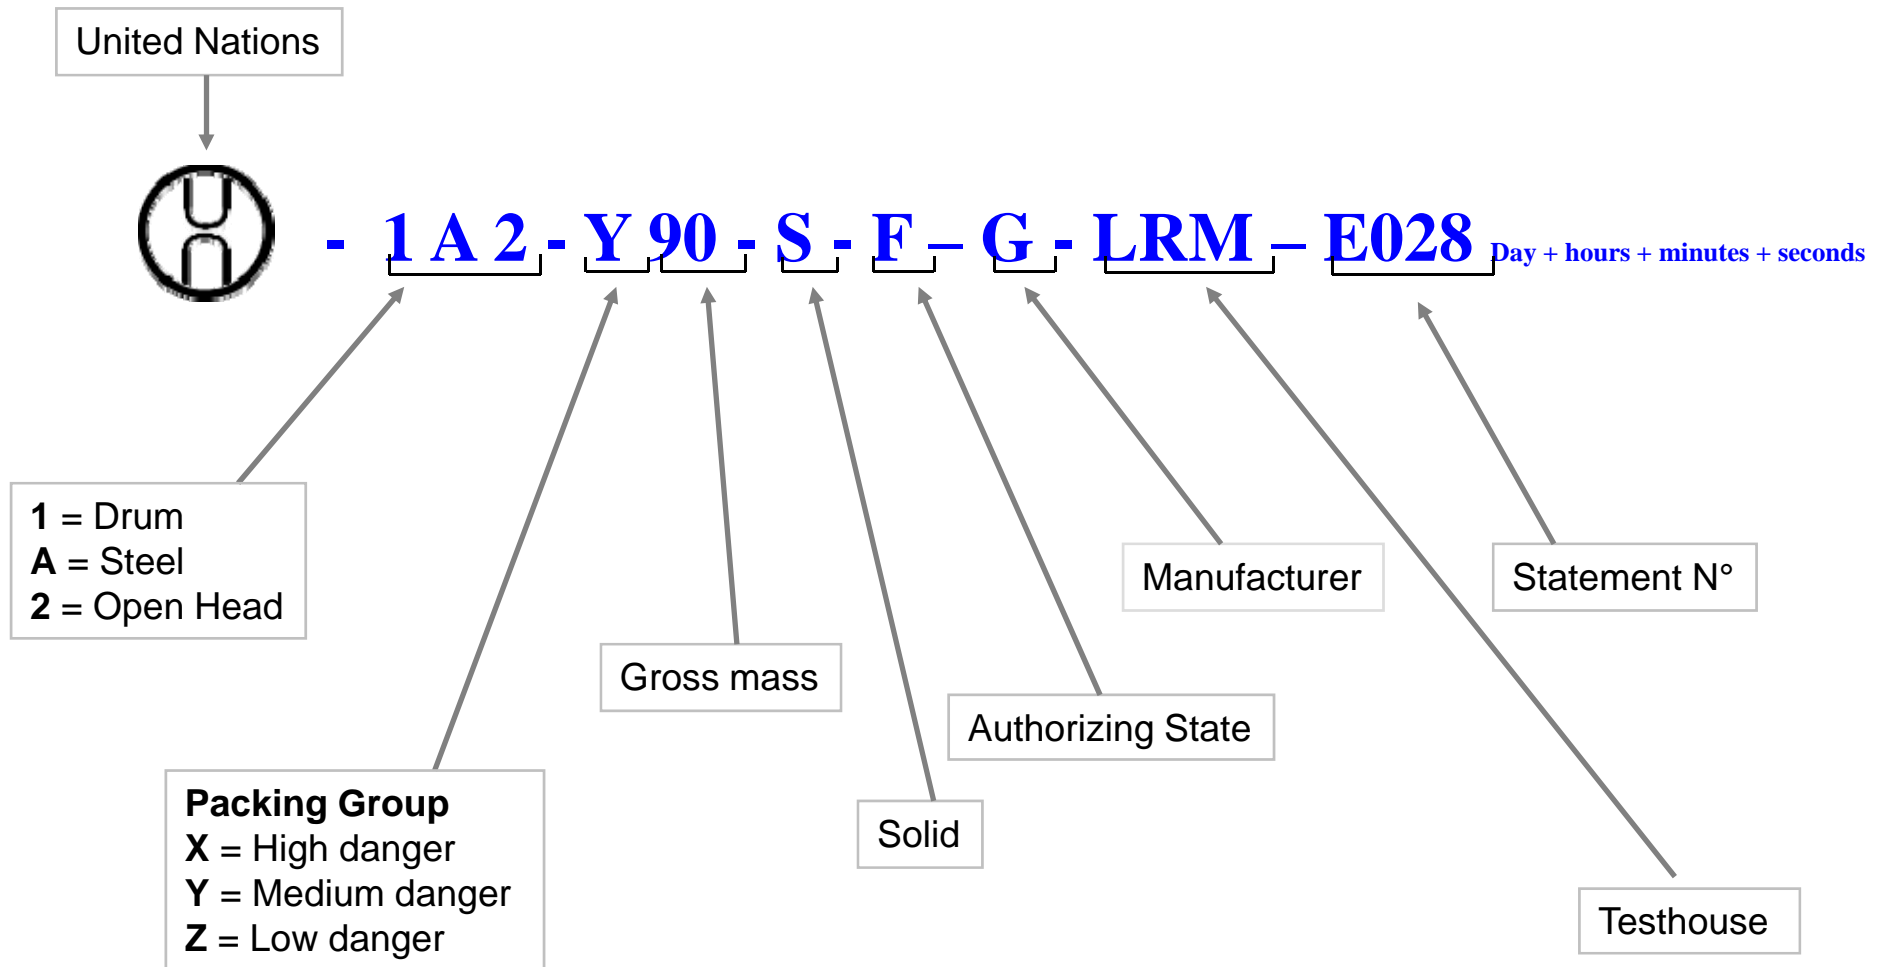 United Nations
- 1 A 2 - Y 90 - S - F – G - LRM – E028 Day + hours + minutes + seconds
1 = Drum
A = Steel
2 = Open Head
Manufacturer
Statement N°
Gross mass
Authorizing State
Packing Group
X = High danger
Y = Medium danger
Z = Low danger
Solid
Testhouse